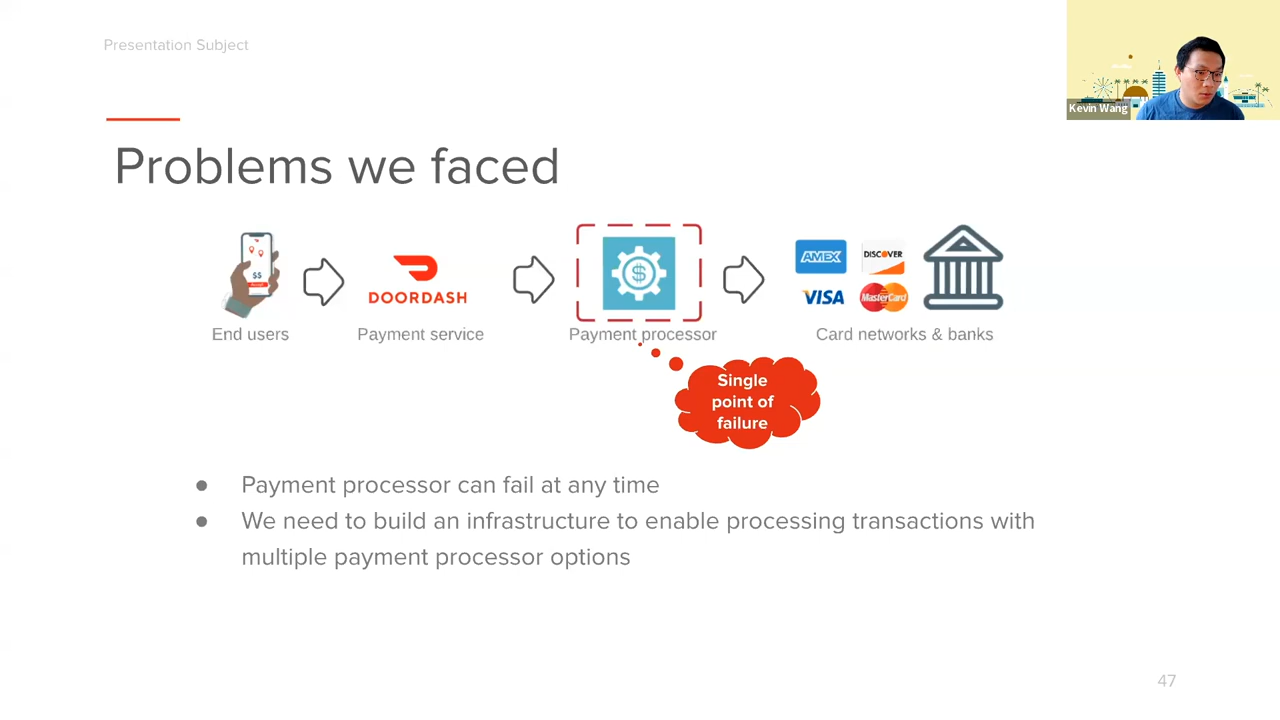 Presentation Subject
Kevin Wang
Problems we faced
$$
$
DOORDASH
AMEX
DISCOVER
VISA
MasterCard
End users
Payment service
Payment processor
Card networks & banks
Single
point of
failure
● Payment processor can fail at any time
● We need to build an infrastructure to enable processing transactions with
multiple payment processor options
47